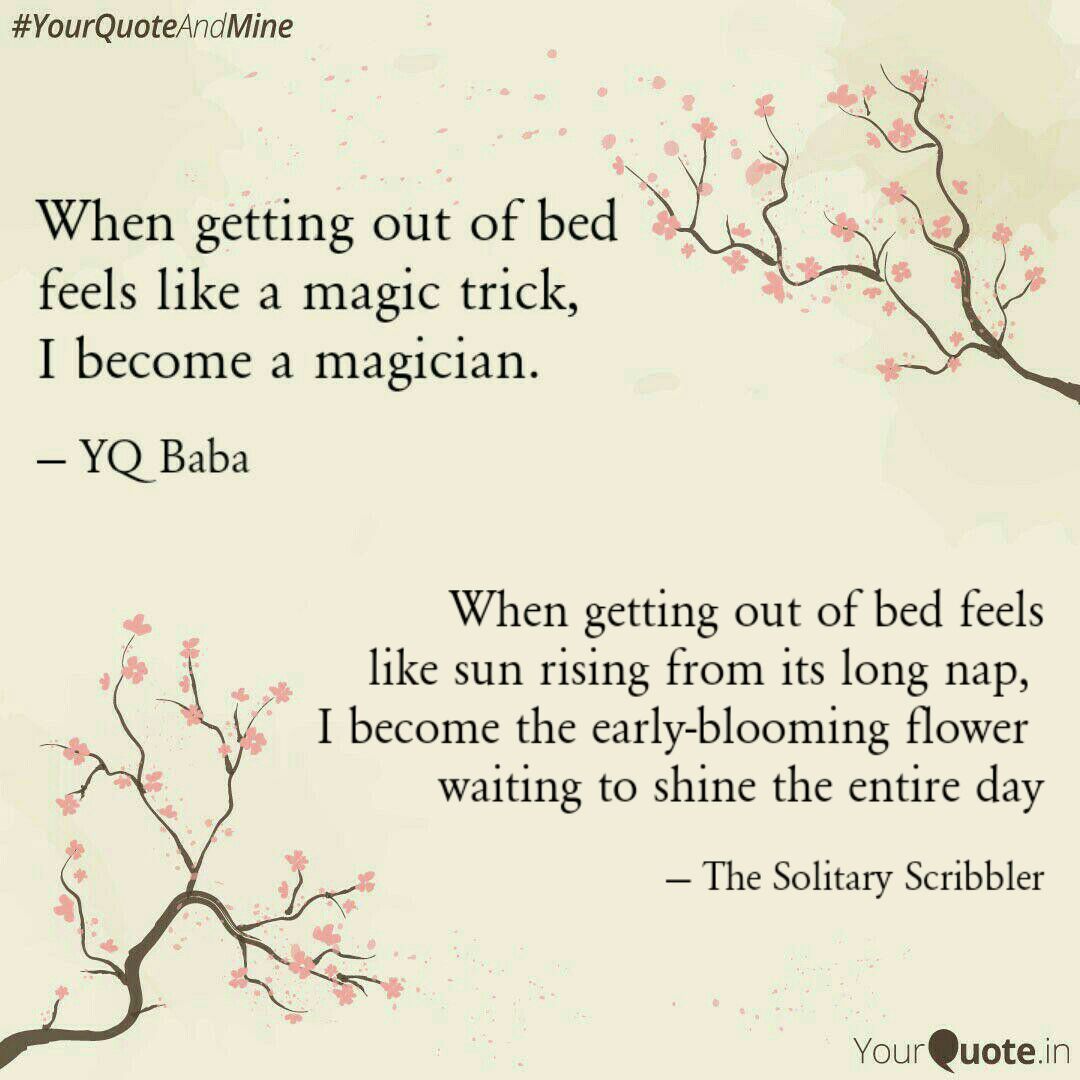 #YourQuoteAndMine
When getting out of bed
feels like a magic trick,
I become a magician.
— YQ Baba
When getting out of bed feels
like sun rising from its long nap,
I become the early-blooming flower
waiting to shine the entire day
— The Solitary Scribbler
YourQuote.in